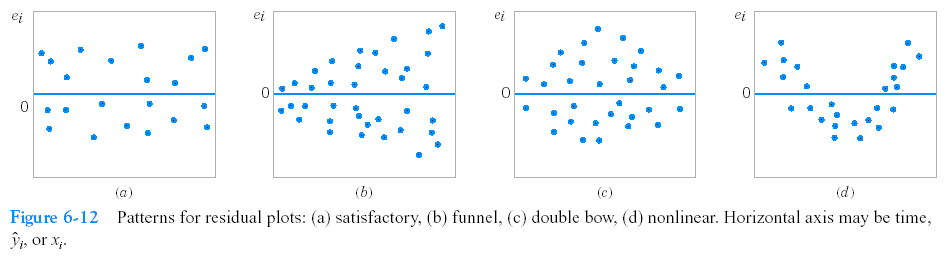 eᵢ eᵢ eᵢ eᵢ
0 0 0 0
(a) (b) (c) (d)
Figure 6-12 Patterns for residual plots: (a) satisfactory, (b) funnel, (c) double bow, (d) nonlinear. Horizontal axis may be time,
ŷᵢ, or xᵢ.